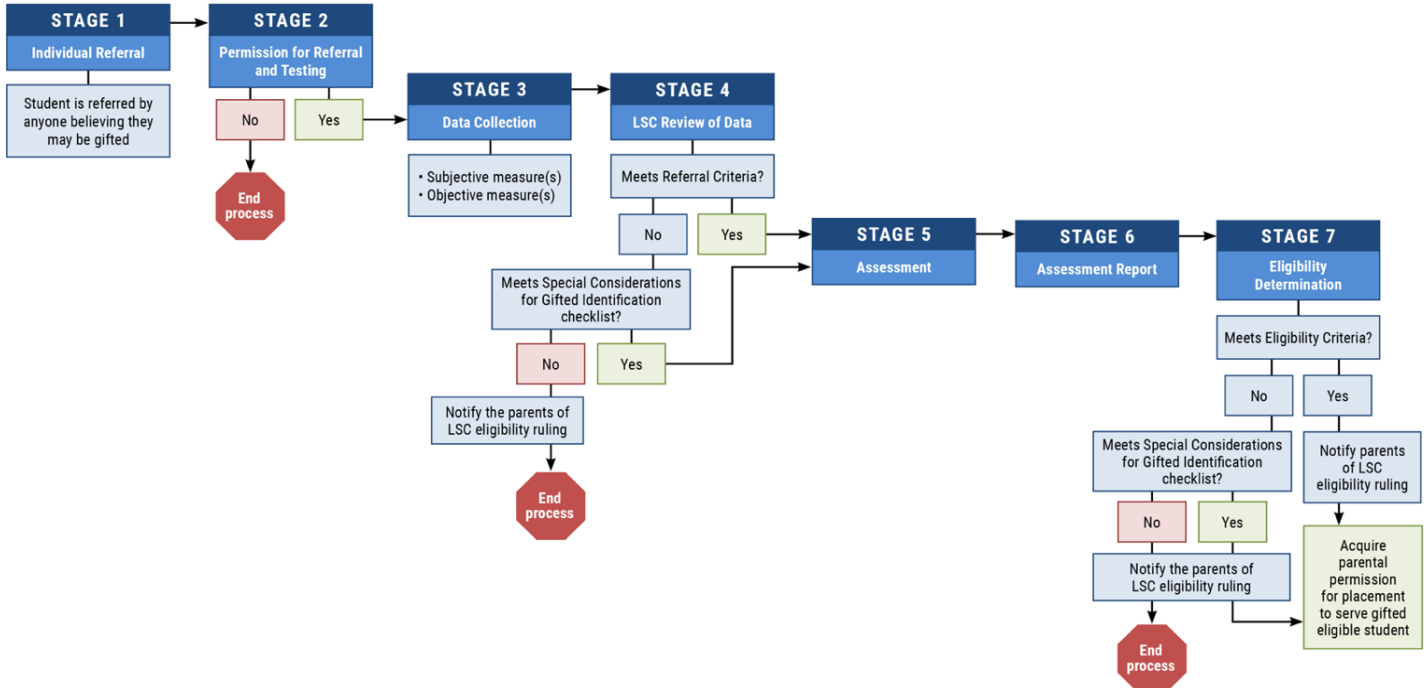 STAGE 1
Individual Referral
Student is referred by
anyone believing they
may be gifted
STAGE 2
Permission for Referral
and Testing
No
Yes
End
process
STAGE 3
Data Collection
• Subjective measure(s)
• Objective measure(s)
STAGE 4
LSC Review of Data
Meets Referral Criteria?
No
Yes
Meets Special Considerations
for Gifted Identification
checklist?
No
Yes
Notify the parents of
LSC eligibility ruling
End
process
STAGE 5
Assessment
STAGE 6
Assessment Report
STAGE 7
Eligibility
Determination
Meets Eligibility Criteria?
No
Yes
Meets Special Considerations
for Gifted Identification
checklist?
No
Yes
Notify the parents of
LSC eligibility ruling
End
process
Notify parents
of LSC
eligibility ruling
Acquire
parental
permission
for placement
to serve gifted
eligible student